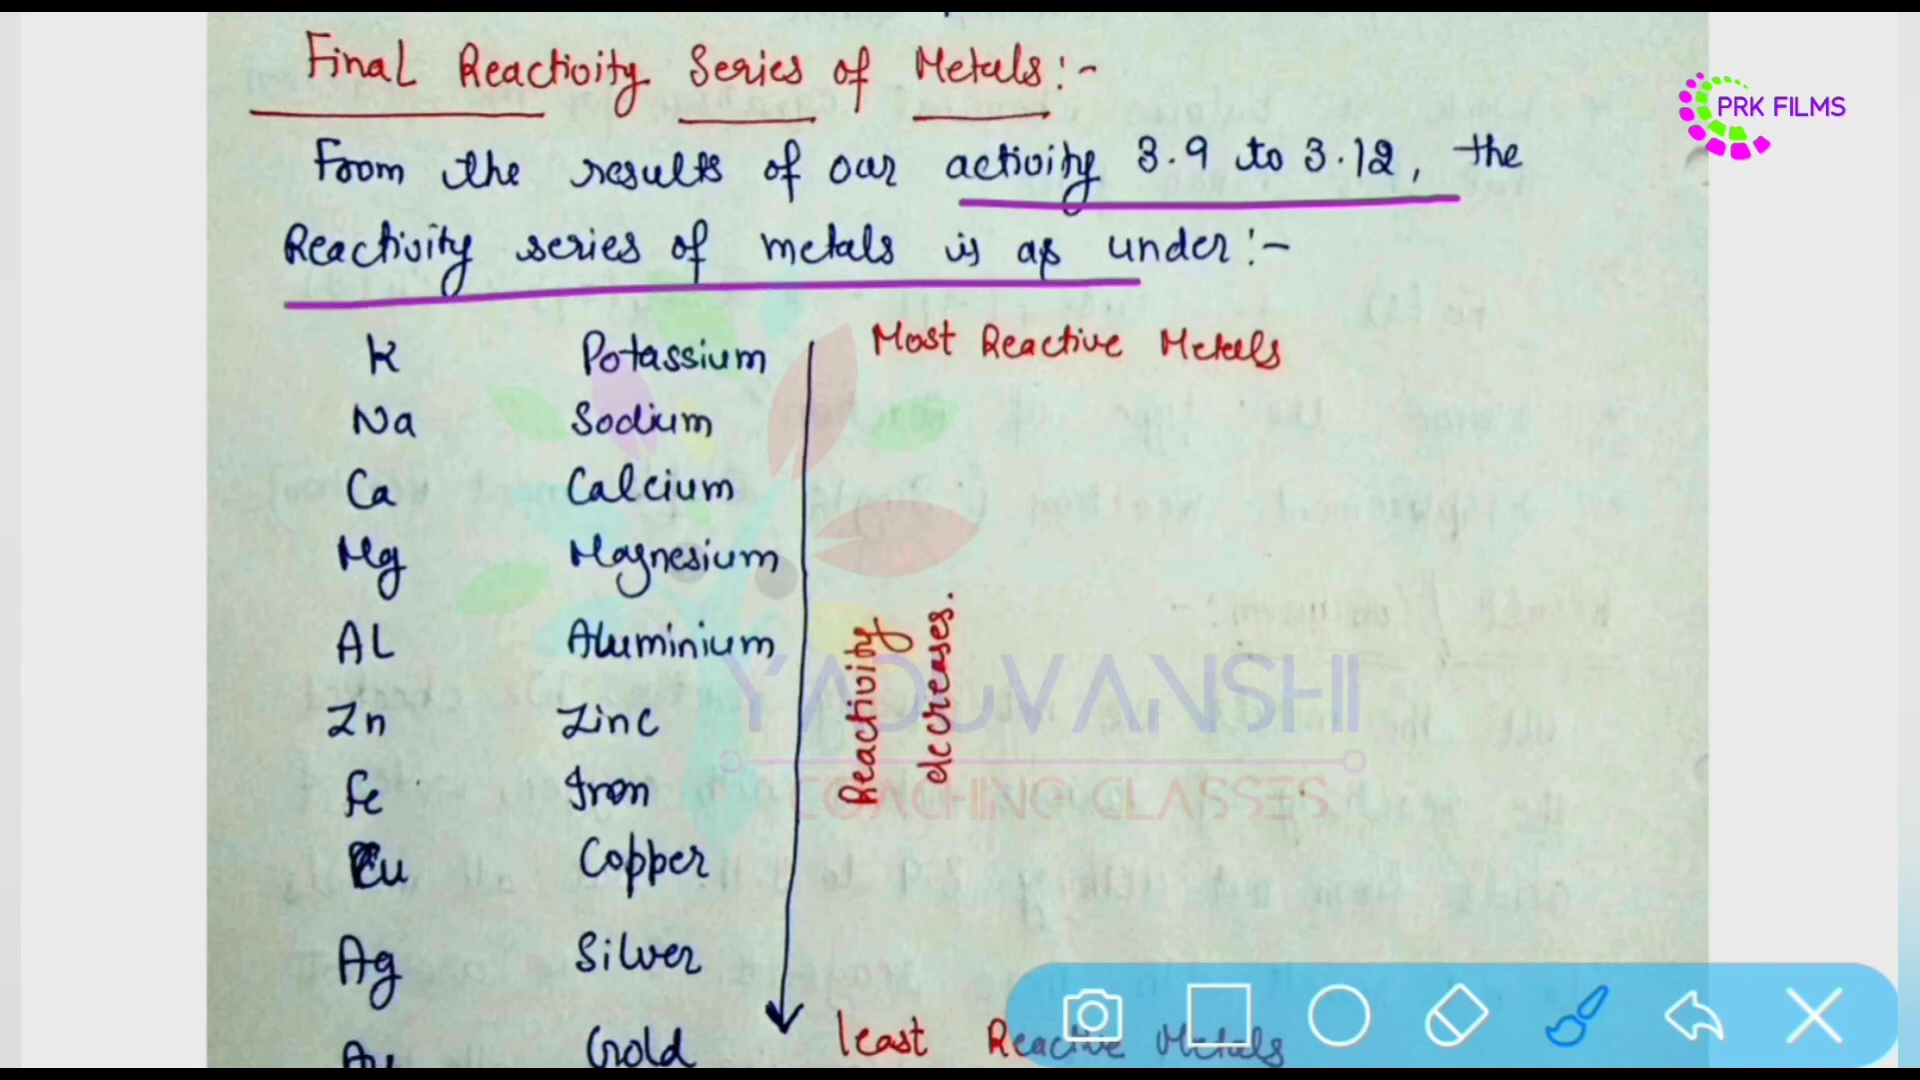 Final Reactivity Series of Metals:-
PRK FILMS
From the results of our activity 3.9 to 3.12, the
Reactivity series of metals is as under:-
K Potassium Most Reactive Metals
Na Sodium
Ca Calcium
Mg Magnesium
AL Aluminium
Zn Zinc
Fe Iron
Reactivity
decreases.
YADUVANSHI
COACHING CLASSES
Cu Copper
Ag Silver
Au Gold least Reactive Metals